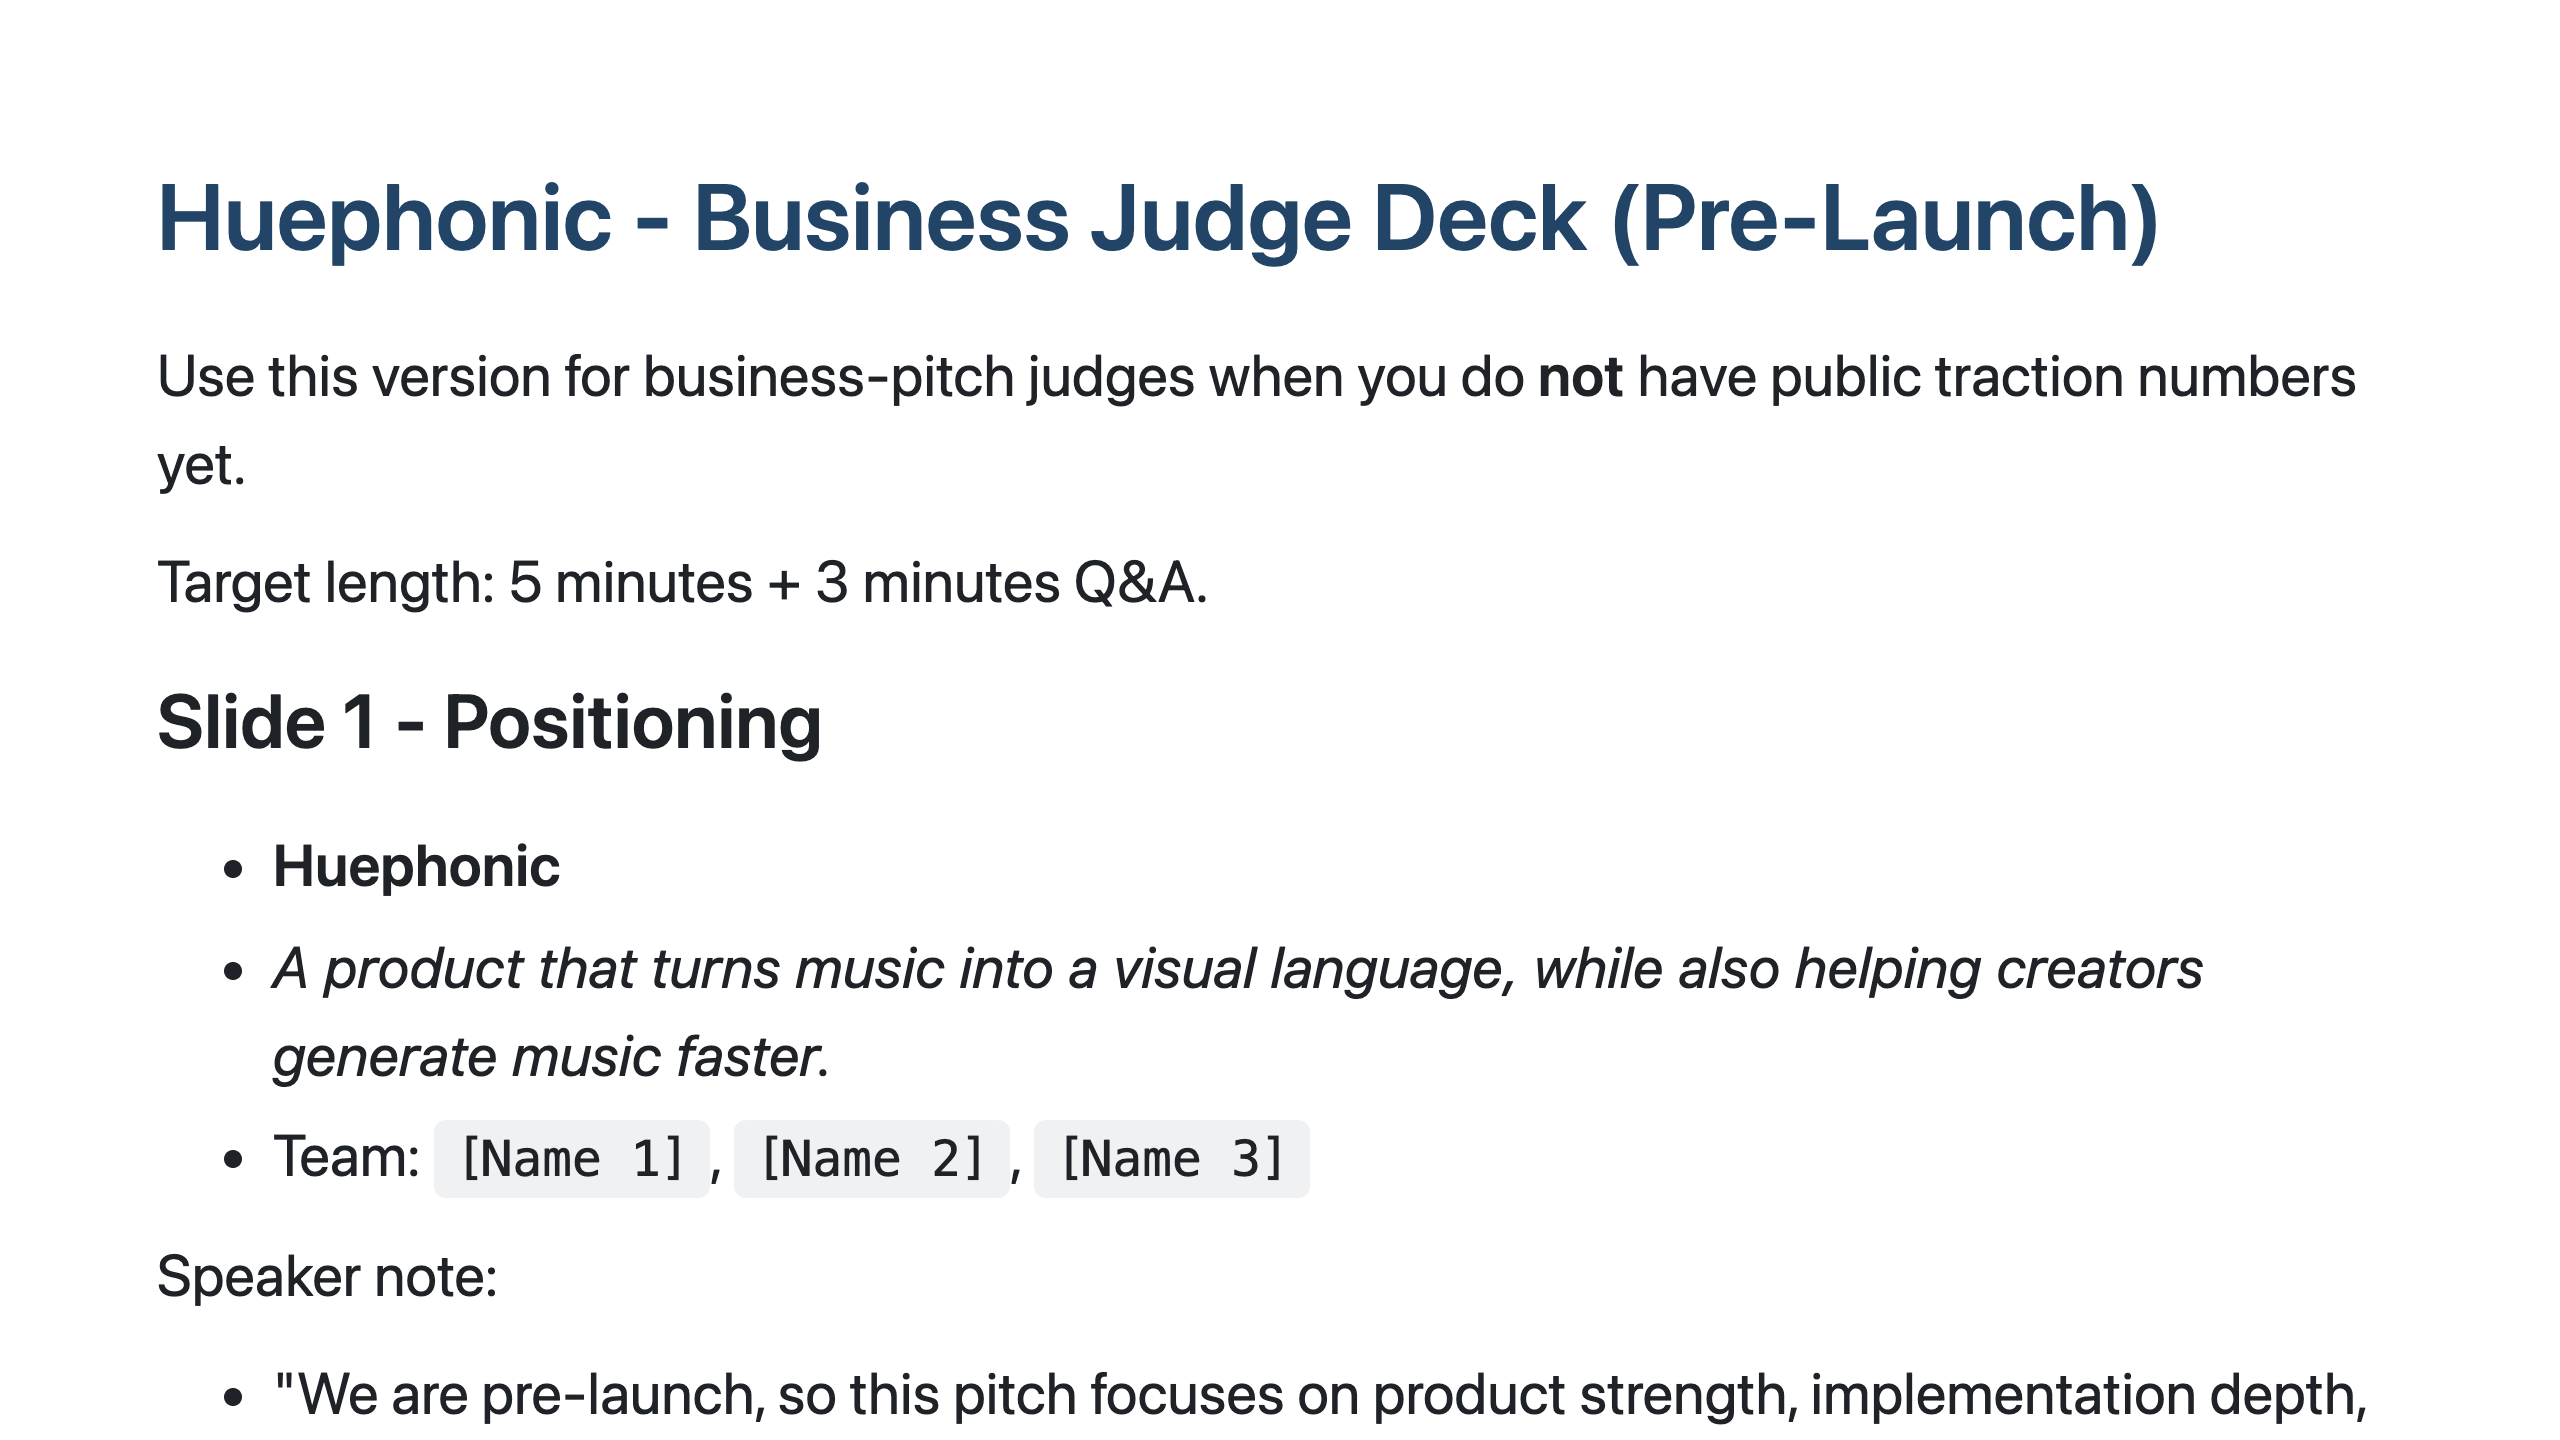 Huephonic - Business Judge Deck (Pre-Launch)
Use this version for business-pitch judges when you do not have public traction numbers
yet.
Target length: 5 minutes + 3 minutes Q&A.
Slide 1 - Positioning
• Huephonic
• A product that turns music into a visual language, while also helping creators
generate music faster.
• Team: [Name 1], [Name 2], [Name 3]
Speaker note:
• "We are pre-launch, so this pitch focuses on product strength, implementation depth,